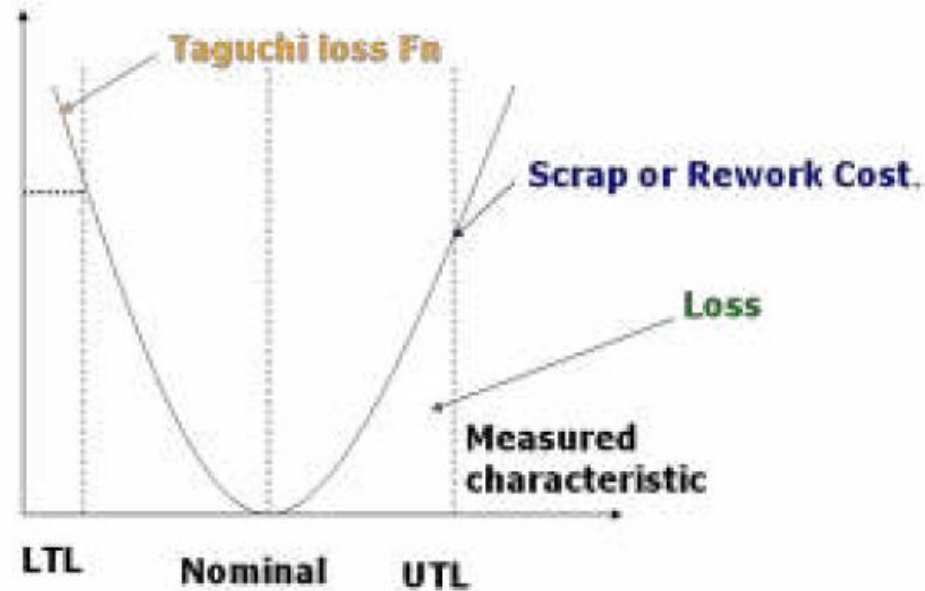 Taguchi loss Fn
Scrap or Rework Cost.
Loss
Measured
characteristic
LTL
Nominal
UTL